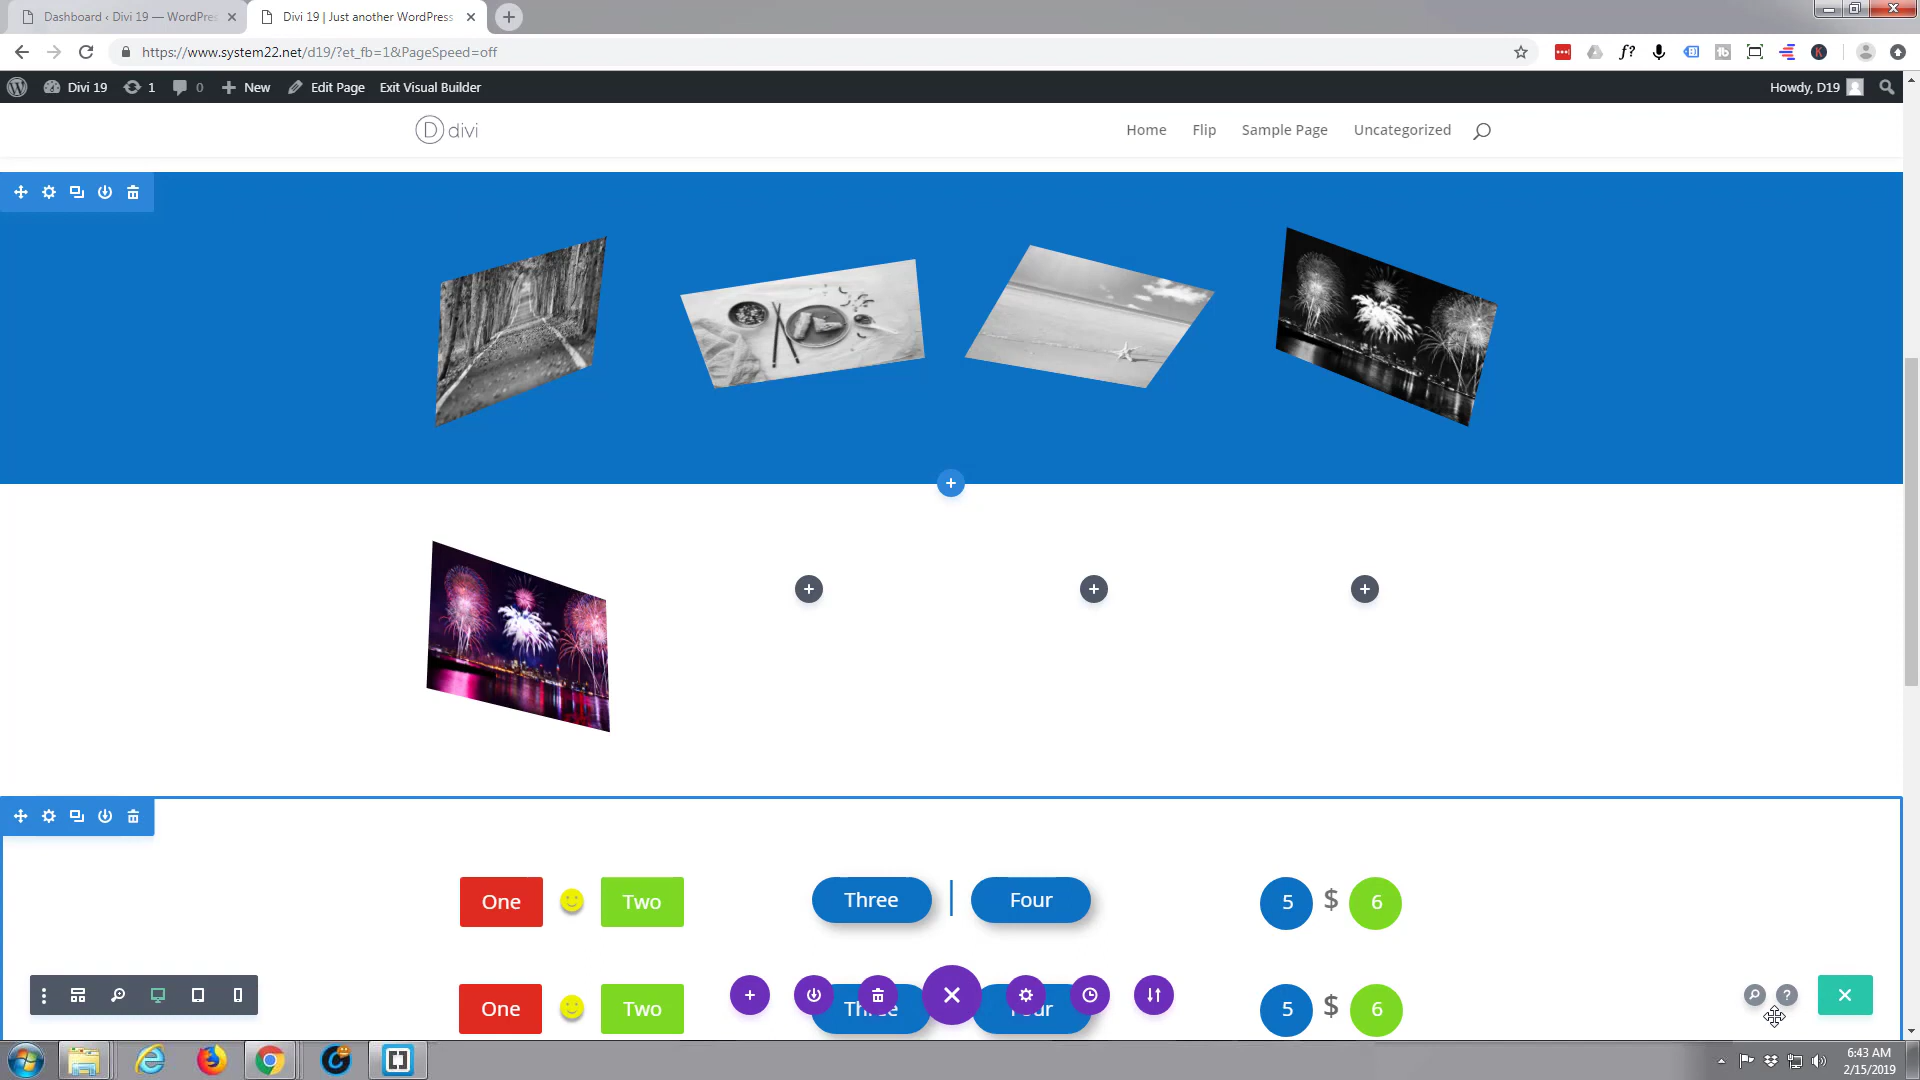 Dashboard ‹ Divi 19 — WordPres
Divi 19 | Just another WordPress
https://www.system22.net/d19/?et_fb=1&PageSpeed=off
Divi 19
1
0
New
Edit Page
Exit Visual Builder
Howdy, D19
D divi
Home
Flip
Sample Page
Uncategorized
One
Two
Three
Four
5
$
6
One
Two
Three
Four
5
$
6
6:43 AM
2/15/2019